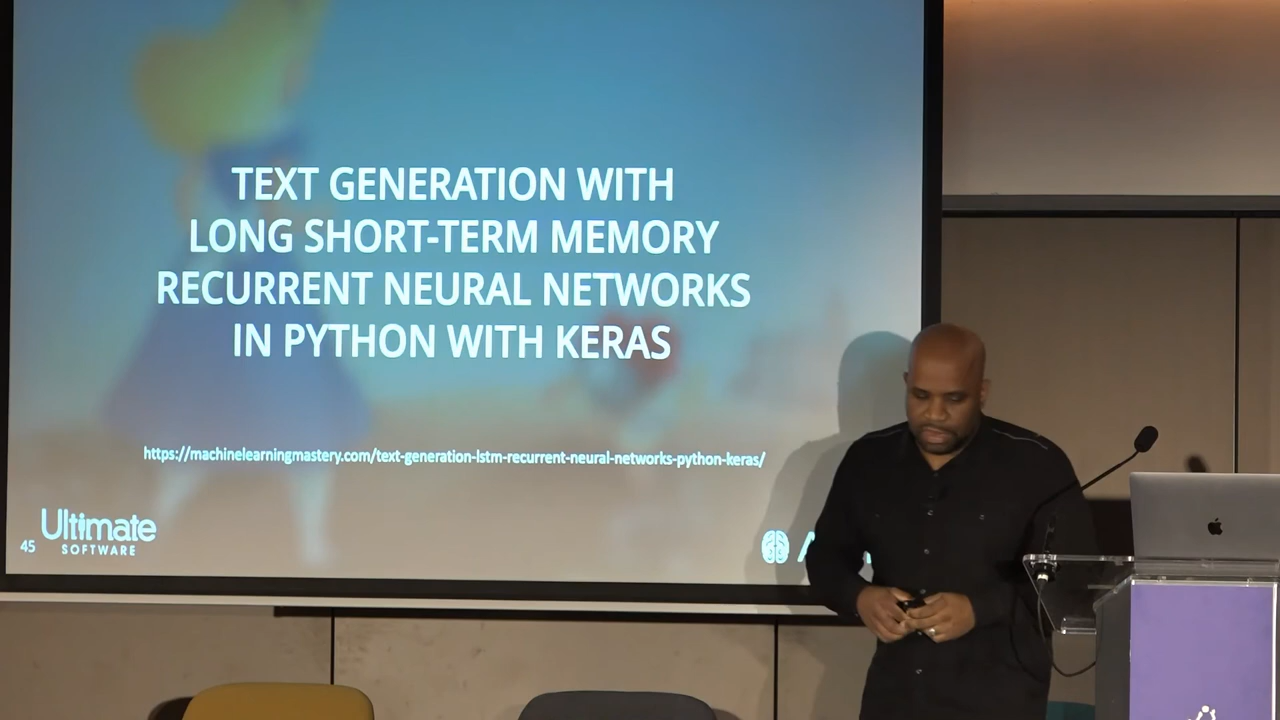 TEXT GENERATION WITH
LONG SHORT-TERM MEMORY
RECURRENT NEURAL NETWORKS
IN PYTHON WITH KERAS
https://machinelearningmastery.com/text-generation-lstm-recurrent-neural-networks-python-keras/
45
Ultimate
SOFTWARE